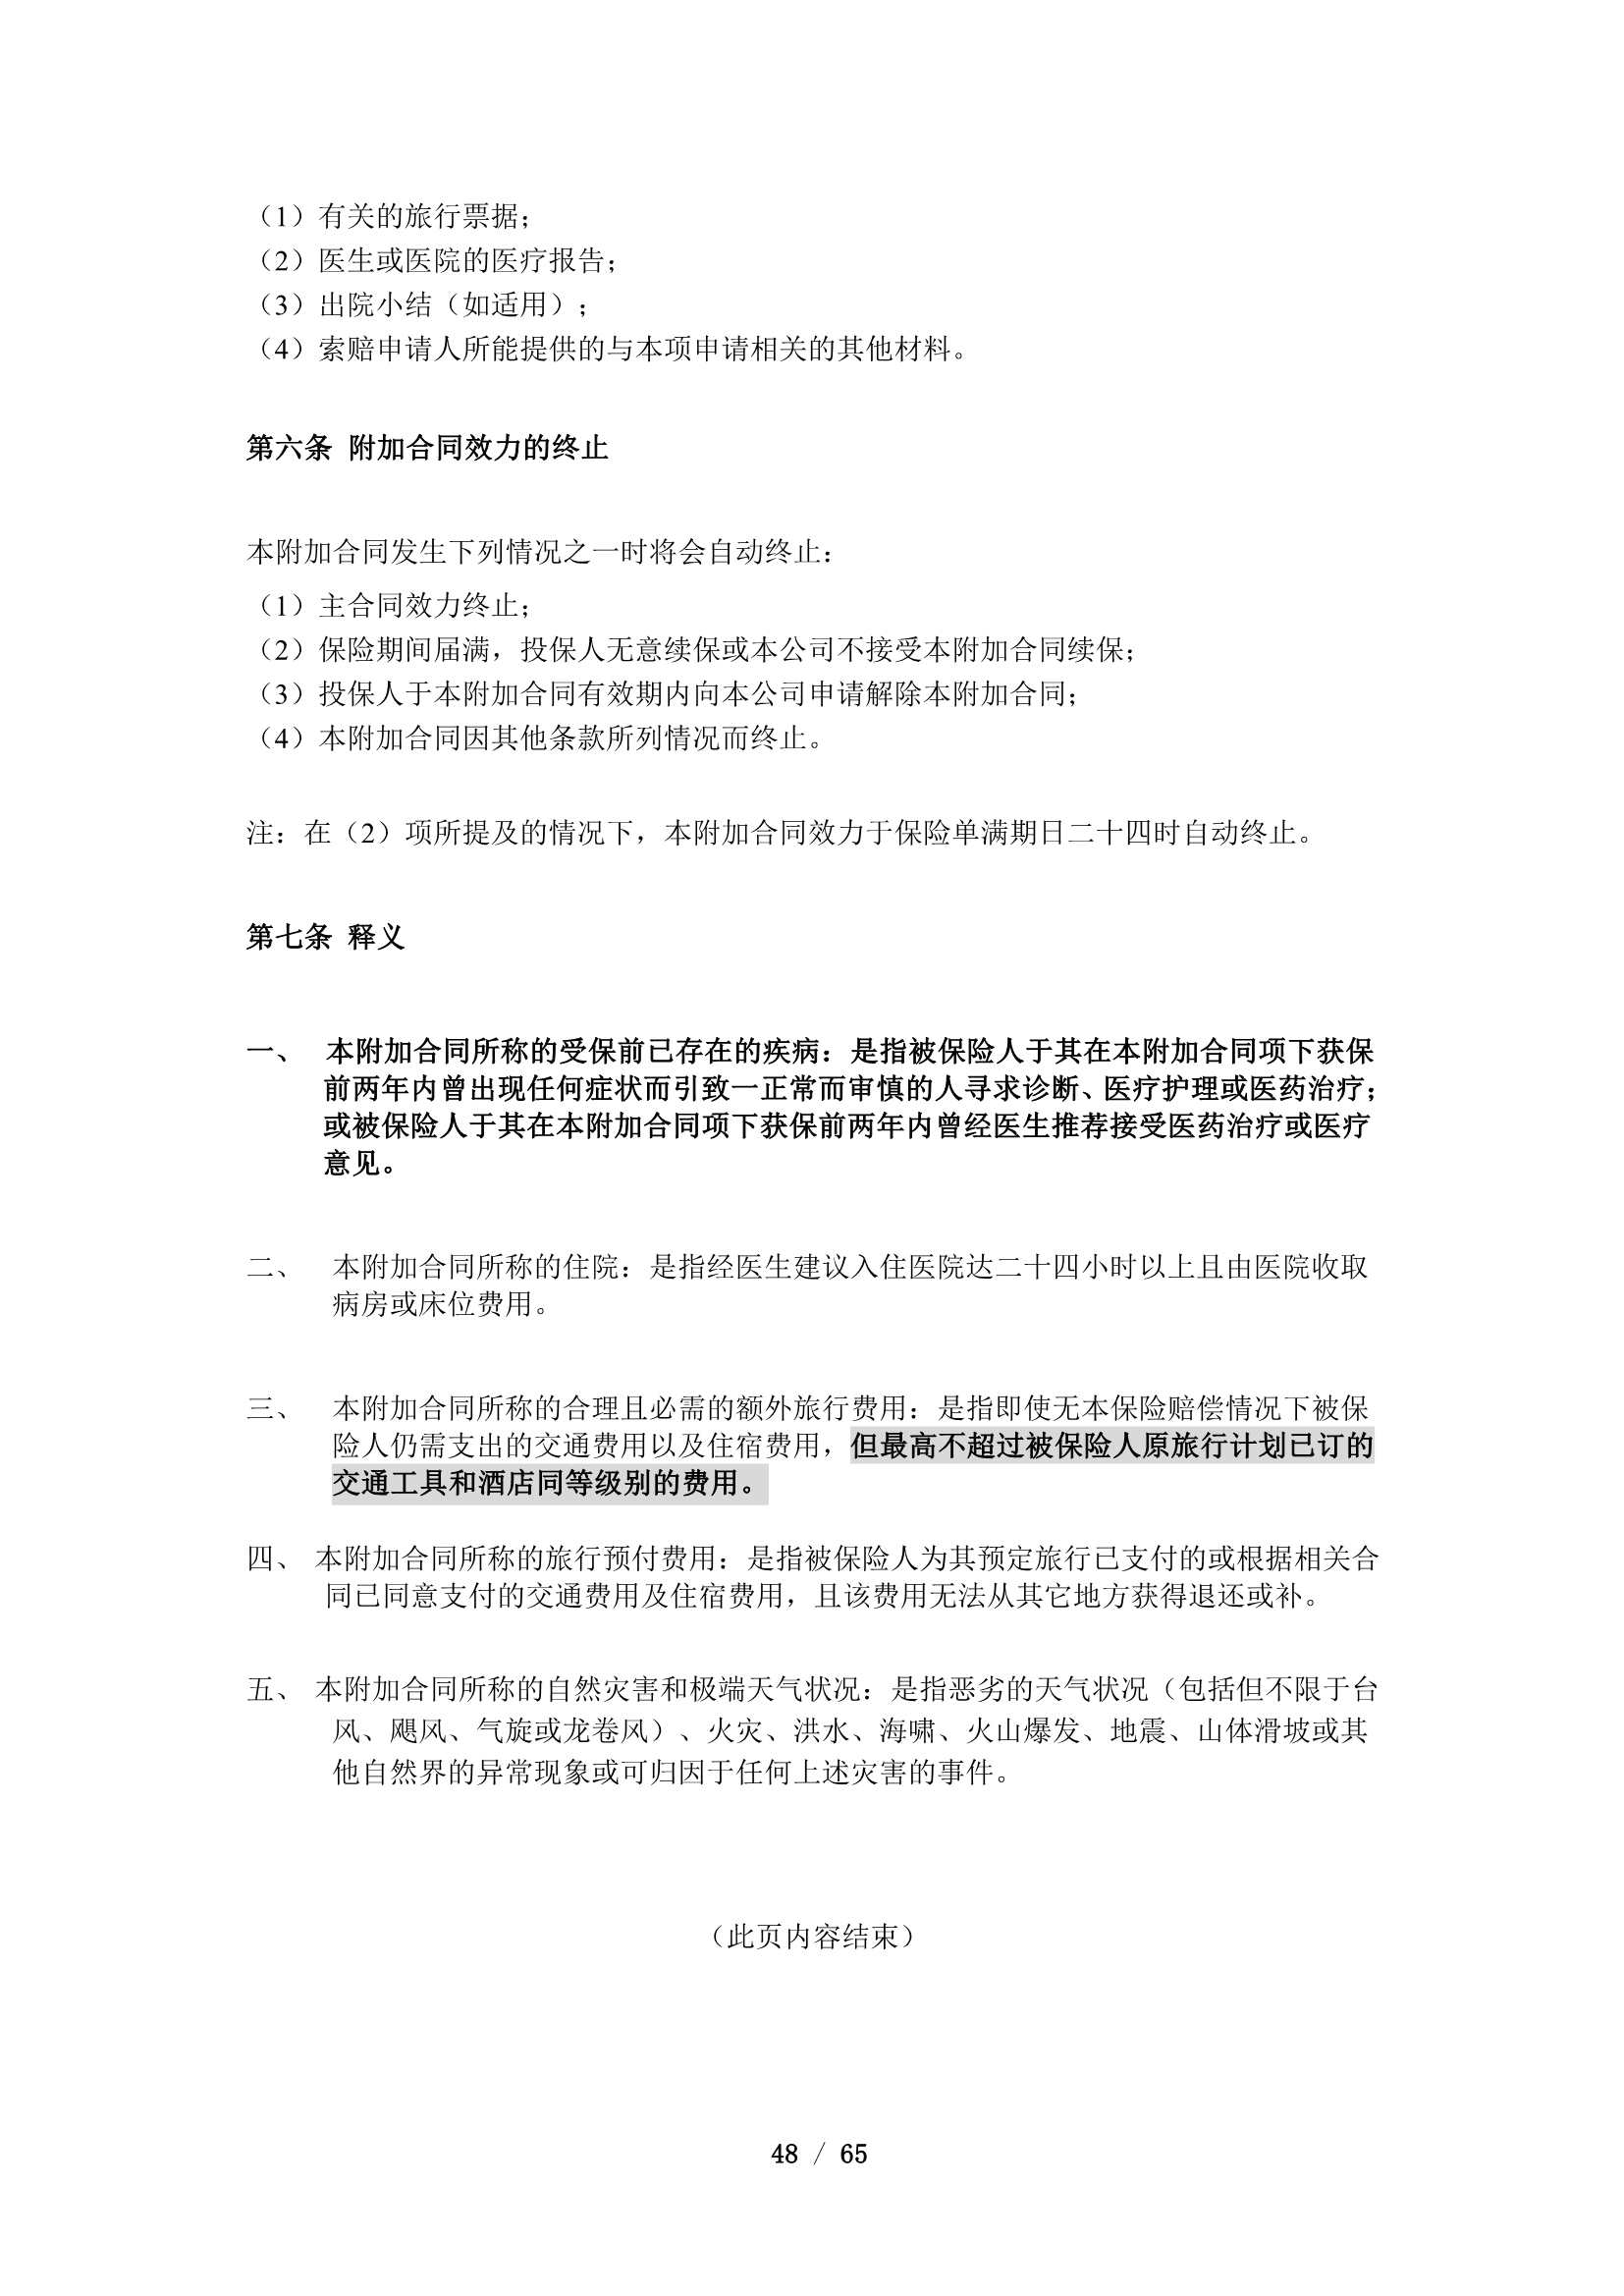 （1）有关的旅行票据；
（2）医生或医院的医疗报告；
（3）出院小结（如适用）；
（4）索赔申请人所能提供的与本项申请相关的其他材料。
第六条 附加合同效力的终止
本附加合同发生下列情况之一时将会自动终止：
（1）主合同效力终止；
（2）保险期间届满，投保人无意续保或本公司不接受本附加合同续保；
（3）投保人于本附加合同有效期内向本公司申请解除本附加合同；
（4）本附加合同因其他条款所列情况而终止。
注：在（2）项所提及的情况下，本附加合同效力于保险单满期日二十四时自动终止。
第七条 释义
一、 本附加合同所称的受保前已存在的疾病：是指被保险人于其在本附加合同项下获保
前两年内曾出现任何症状而引致一正常而审慎的人寻求诊断、医疗护理或医药治疗；
或被保险人于其在本附加合同项下获保前两年内曾经医生推荐接受医药治疗或医疗
意见。
二、 本附加合同所称的住院：是指经医生建议入住医院达二十四小时以上且由医院收取
病房或床位费用。
三、 本附加合同所称的合理且必需的额外旅行费用：是指即使无本保险赔偿情况下被保
险人仍需支出的交通费用以及住宿费用，但最高不超过被保险人原旅行计划已订的
交通工具和酒店同等级别的费用。
四、 本附加合同所称的旅行预付费用：是指被保险人为其预定旅行已支付的或根据相关合
同已同意支付的交通费用及住宿费用，且该费用无法从其它地方获得退还或补。
五、 本附加合同所称的自然灾害和极端天气状况：是指恶劣的天气状况（包括但不限于台
风、飓风、气旋或龙卷风）、火灾、洪水、海啸、火山爆发、地震、山体滑坡或其
他自然界的异常现象或可归因于任何上述灾害的事件。
（此页内容结束）
48 / 65